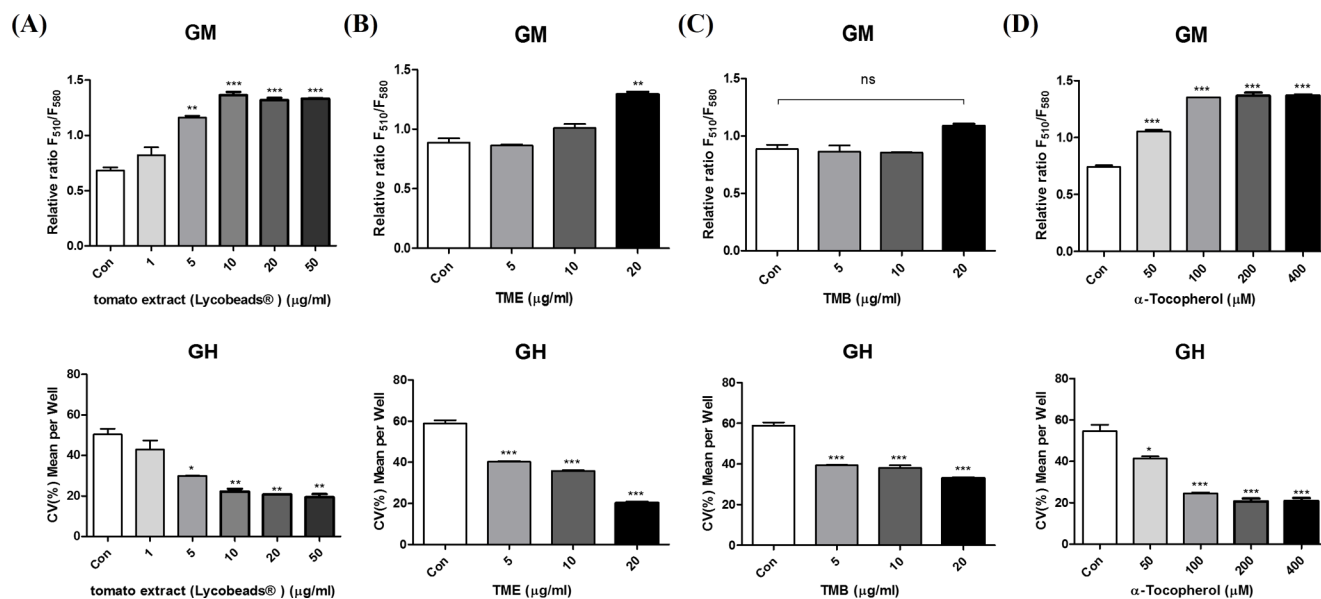 (A)
GM
Relative ratio F510/F580
1.5
1.0
0.5
0.0
** *** *** ***
Con 1 5 10 20 50
tomato extract (Lycobeads® ) (μg/ml)
GH
CV(%) Mean per Well
80
60
40
20
0
* ** ** **
Con 1 5 10 20 50
tomato extract (Lycobeads® ) (μg/ml)
(B)
GM
Relative ratio F510/F580
1.5
1.0
0.5
0.0
**
Con 5 10 20
TME (μg/ml)
GH
CV(%) Mean per Well
80
60
40
20
0
*** *** ***
Con 5 10 20
TME (μg/ml)
(C)
GM
Relative ratio F510/F580
1.5
1.0
0.5
0.0
ns
Con 5 10 20
TMB (μg/ml)
GH
CV(%) Mean per Well
80
60
40
20
0
*** *** ***
Con 5 10 20
TMB (μg/ml)
(D)
GM
Relative ratio F510/F580
1.5
1.0
0.5
0.0
*** *** *** ***
Con 50 100 200 400
α-Tocopherol (μM)
GH
CV(%) Mean per Well
80
60
40
20
0
* *** *** ***
Con 50 100 200 400
α-Tocopherol (μM)